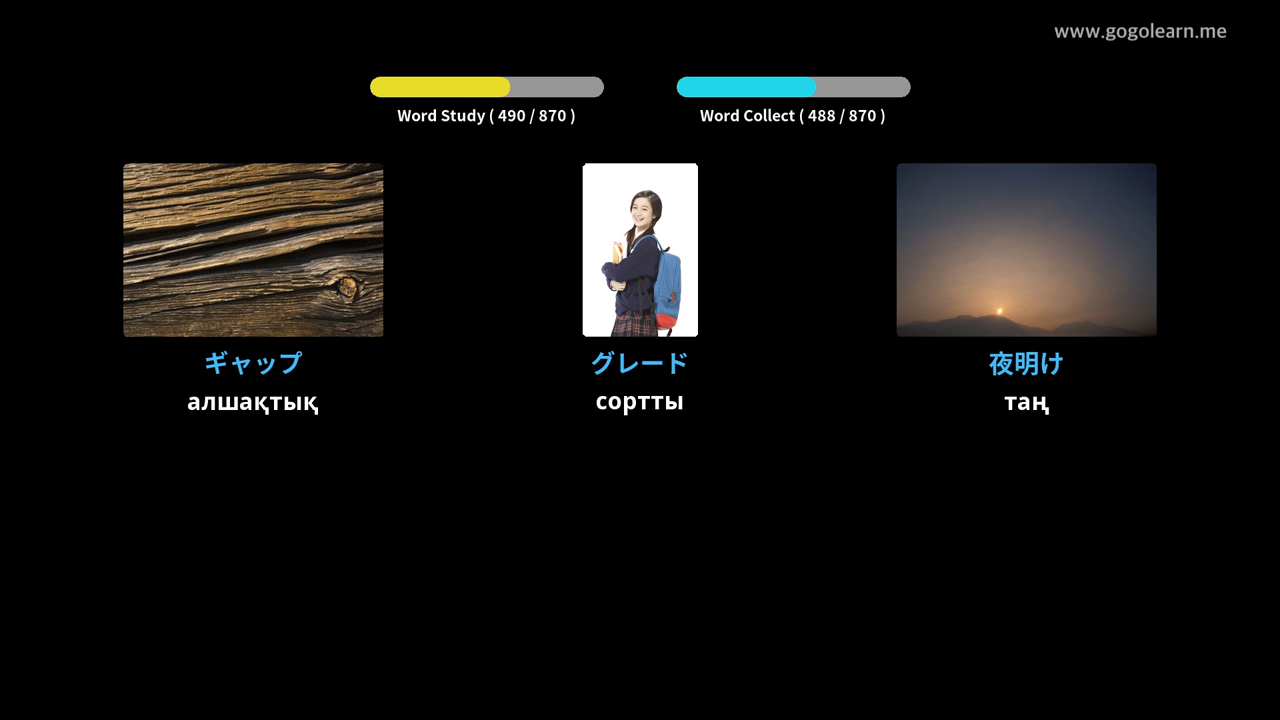 www.gogolearn.me
Word Study ( 490 / 870 )
Word Collect ( 488 / 870 )
ギャップ
алшақтық
グレード
сортты
夜明け
таң